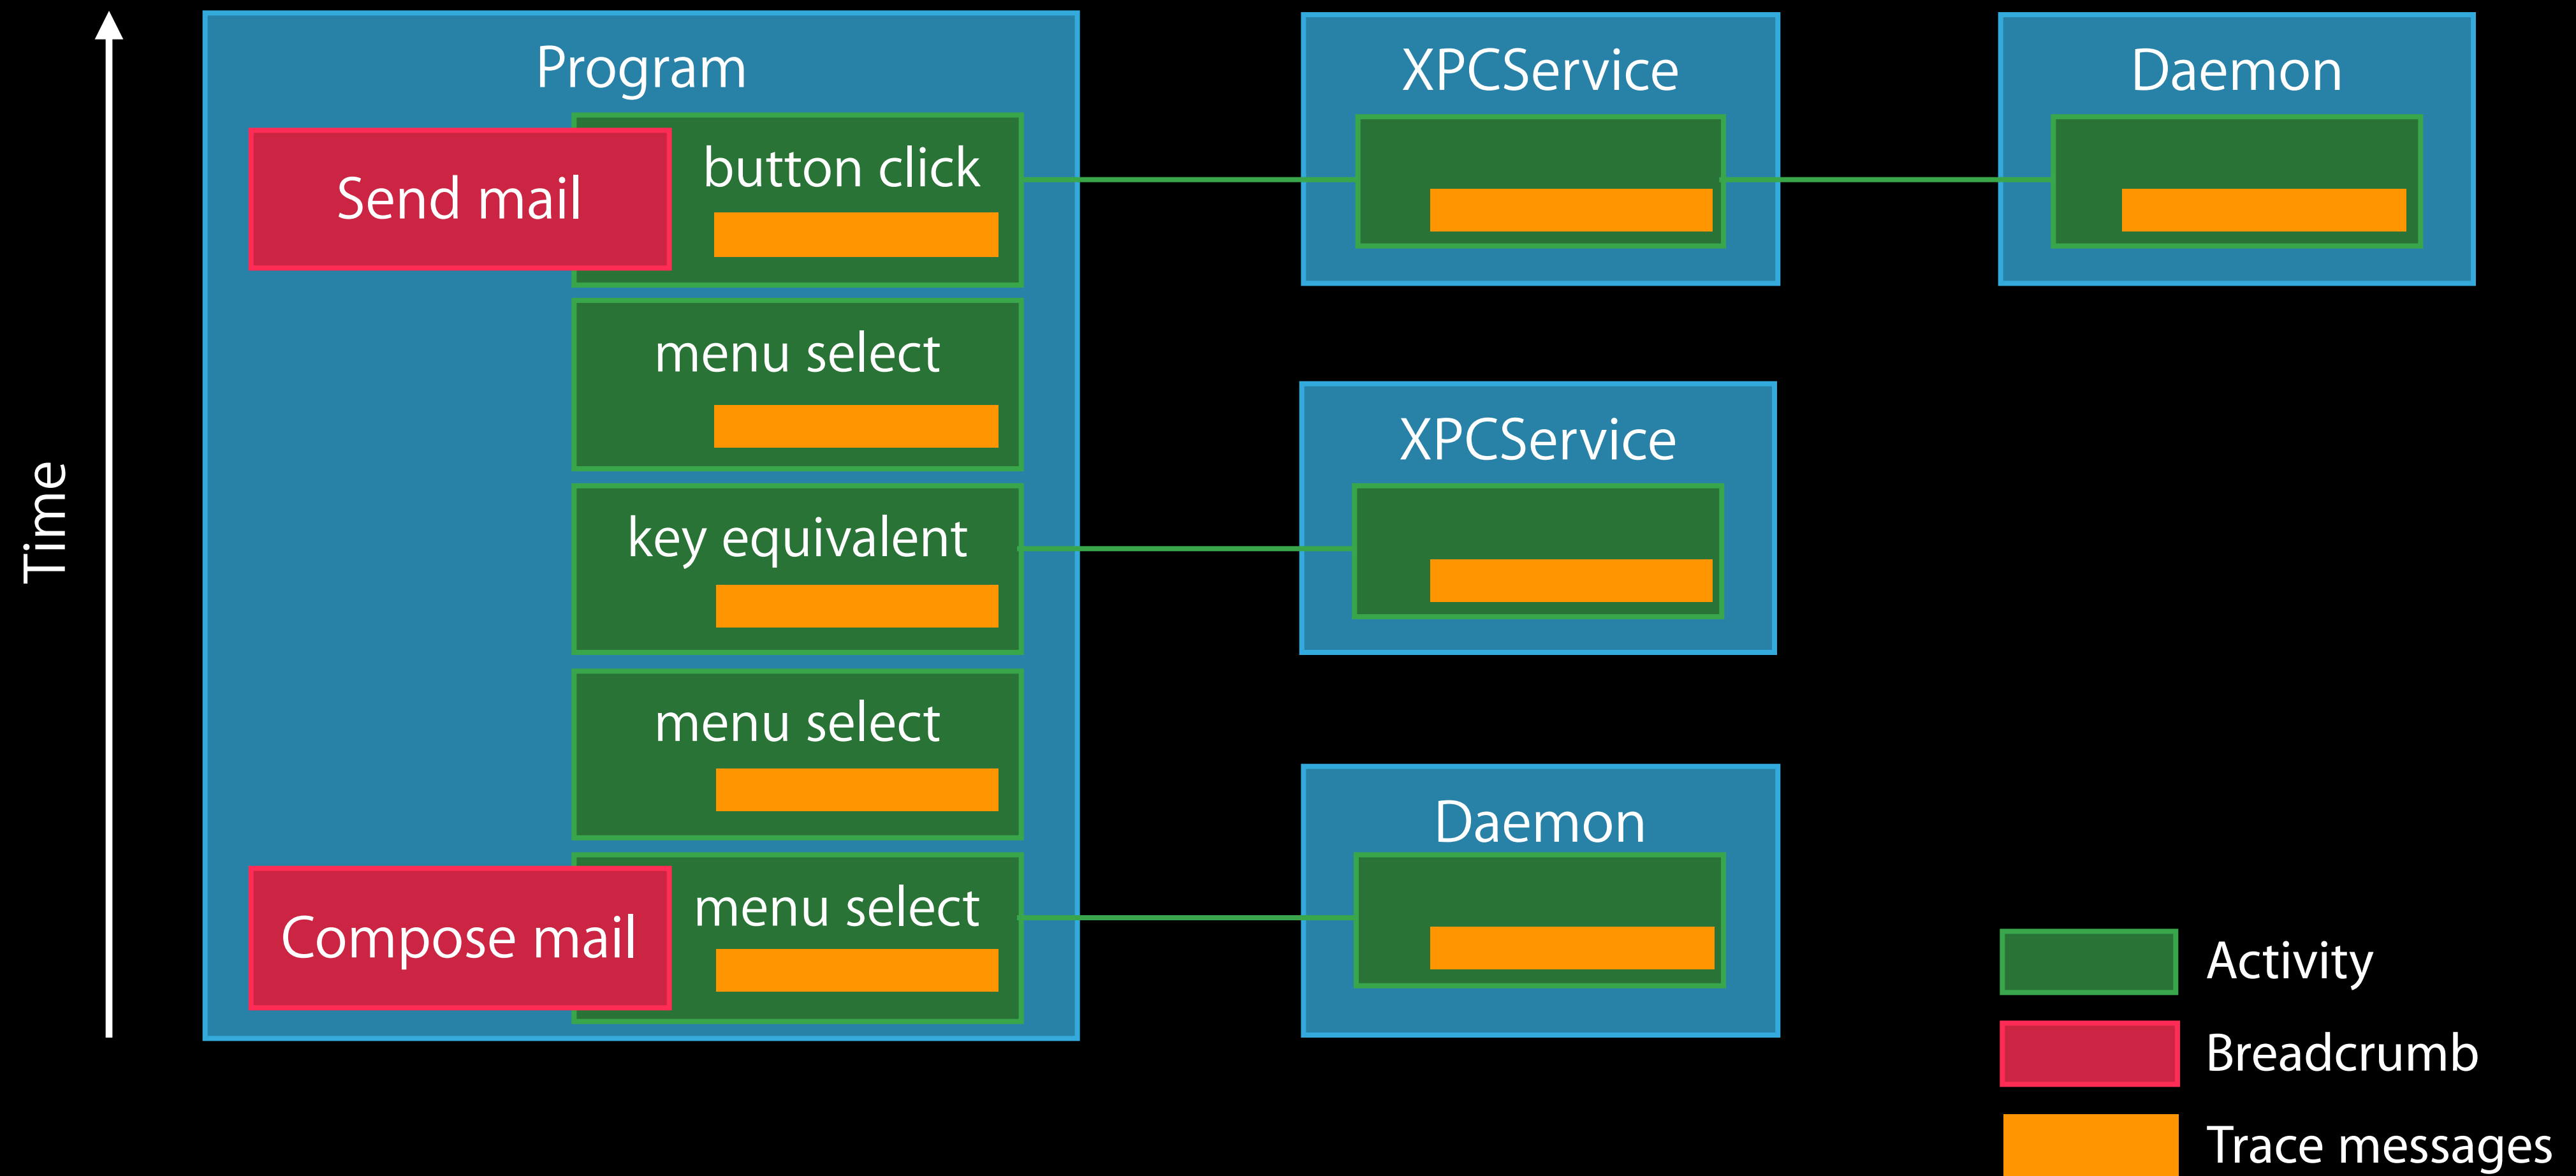 Time
Program
Send mail
button click
menu select
key equivalent
menu select
Compose mail
menu select
XPCService
Daemon
XPCService
Daemon
Activity
Breadcrumb
Trace messages